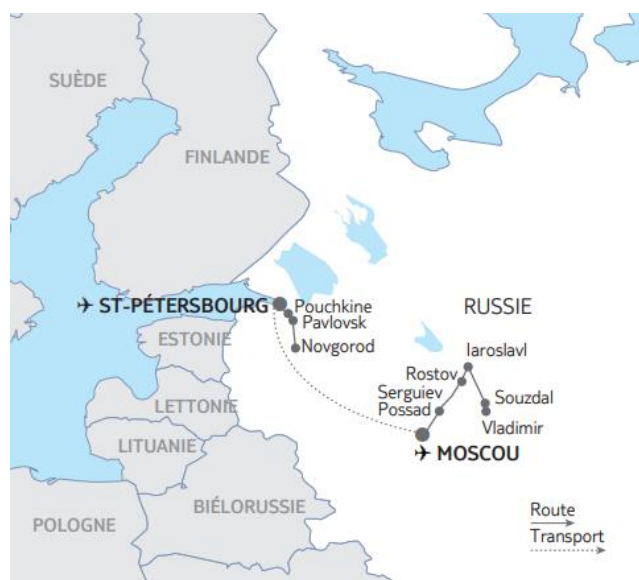 SUÈDE
FINLANDE
✈ ST-PÉTERSBOURG
Pouchkine
Pavlovsk
Novgorod
RUSSIE
ESTONIE
LETTONIE
LITUANIE
BIÉLORUSSIE
POLOGNE
Iaroslavl
Rostov
Serguiev
Possad
Souzdal
Vladimir
✈ MOSCOU
Route
Transport